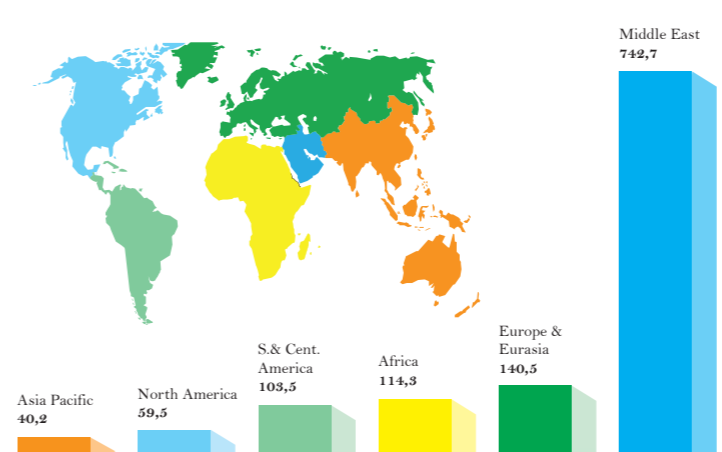 Middle East
742,7
Europe &
Eurasia
140,5
S.& Cent.
America
103,5
Africa
114,3
North America
59,5
Asia Pacific
40,2